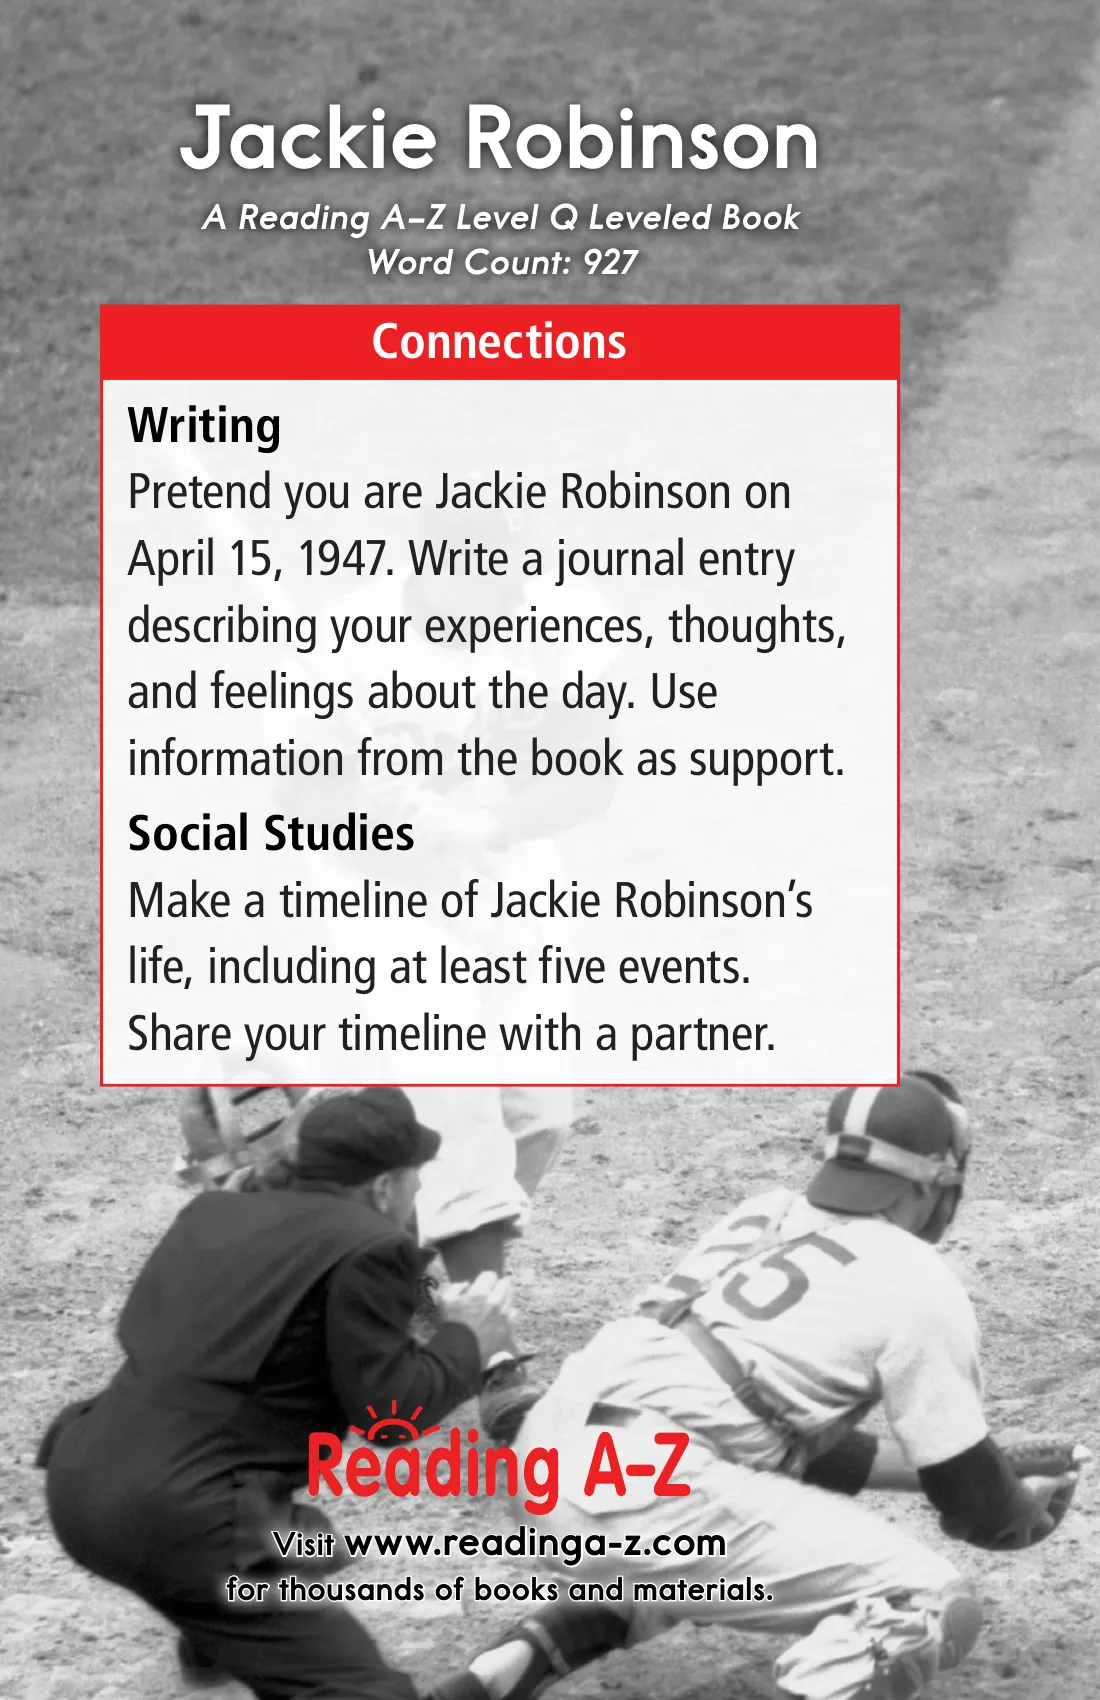 Jackie Robinson
A Reading A–Z Level Q Leveled Book
Word Count: 927
Connections
Writing
Pretend you are Jackie Robinson on
April 15, 1947. Write a journal entry
describing your experiences, thoughts,
and feelings about the day. Use
information from the book as support.
Social Studies
Make a timeline of Jackie Robinson’s
life, including at least five events.
Share your timeline with a partner.
5
Reading A–Z
Visit www.readinga-z.com
for thousands of books and materials.